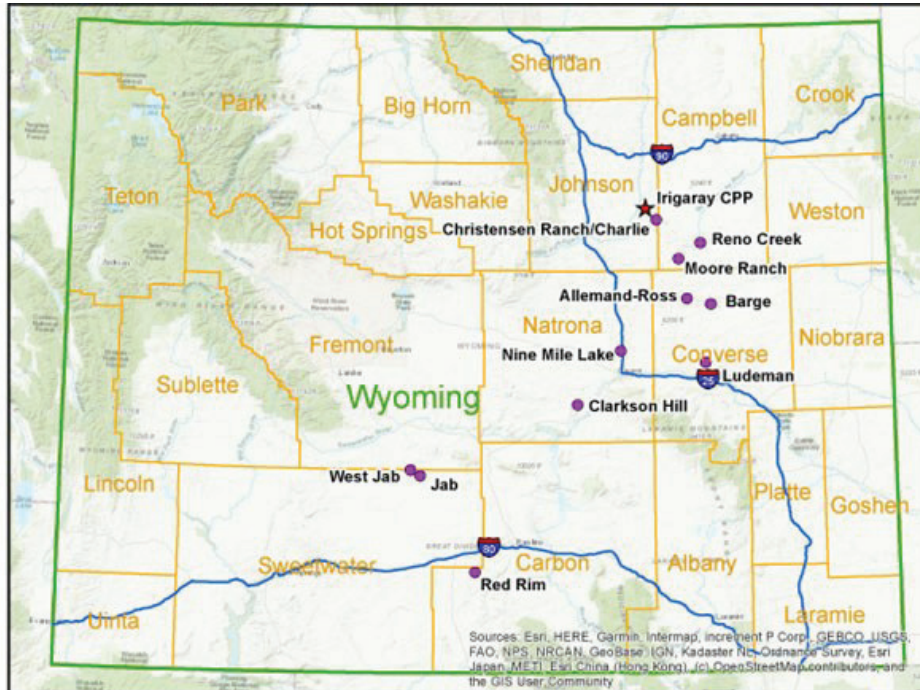 Sheridan
Park
Big Horn
Crook
Campbell
90
Johnson
Irigaray CPP
Teton
Washakie
Weston
Hot Springs
Christensen Ranch/Charlie
Reno Creek
Moore Ranch
Allemand-Ross
Barge
Natrona
Niobrara
Fremont
Nine Mile Lake
Converse
Sublette
Ludeman
25
Wyoming
Clarkson Hill
West Jab
Jab
Lincoln
Platte
Goshen
80
Sweetwater
Carbon
Albany
Red Rim
Uinta
Laramie
Sources: Esri, HERE, Garmin, Intermap, increment P Corp., GEBCO, USGS,
FAO, NPS, NRCAN, GeoBase, IGN, Kadaster NL, Ordnance Survey, Esri
Japan, METI, Esri China (Hong Kong), (c) OpenStreetMap contributors, and
the GIS User Community